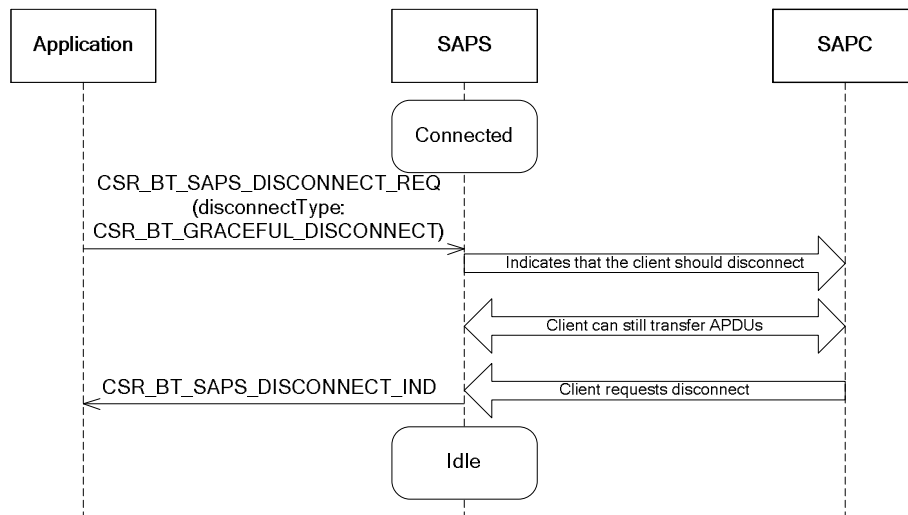 Application
SAPS
SAPC
Connected
CSR_BT_SAPS_DISCONNECT_REQ
(disconnectType:
CSR_BT_GRACEFUL_DISCONNECT)
Indicates that the client should disconnect
Client can still transfer APDUs
CSR_BT_SAPS_DISCONNECT_IND
Client requests disconnect
Idle